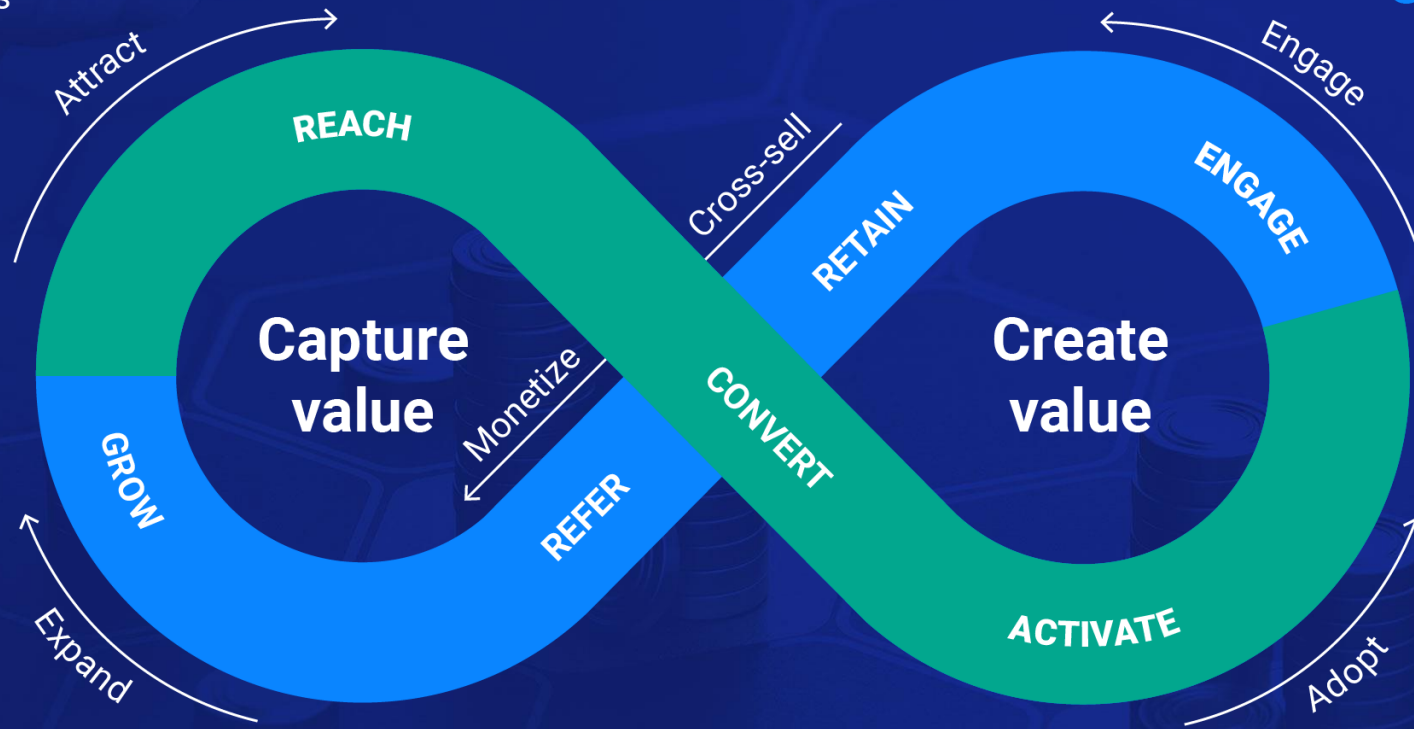 s
Attract
REACH
Capture
value
GROW
Expand
Monetize
Cross-sell
REFER
CONVERT
RETAIN
Engage
ENGAGE
Create
value
ACTIVATE
Adopt